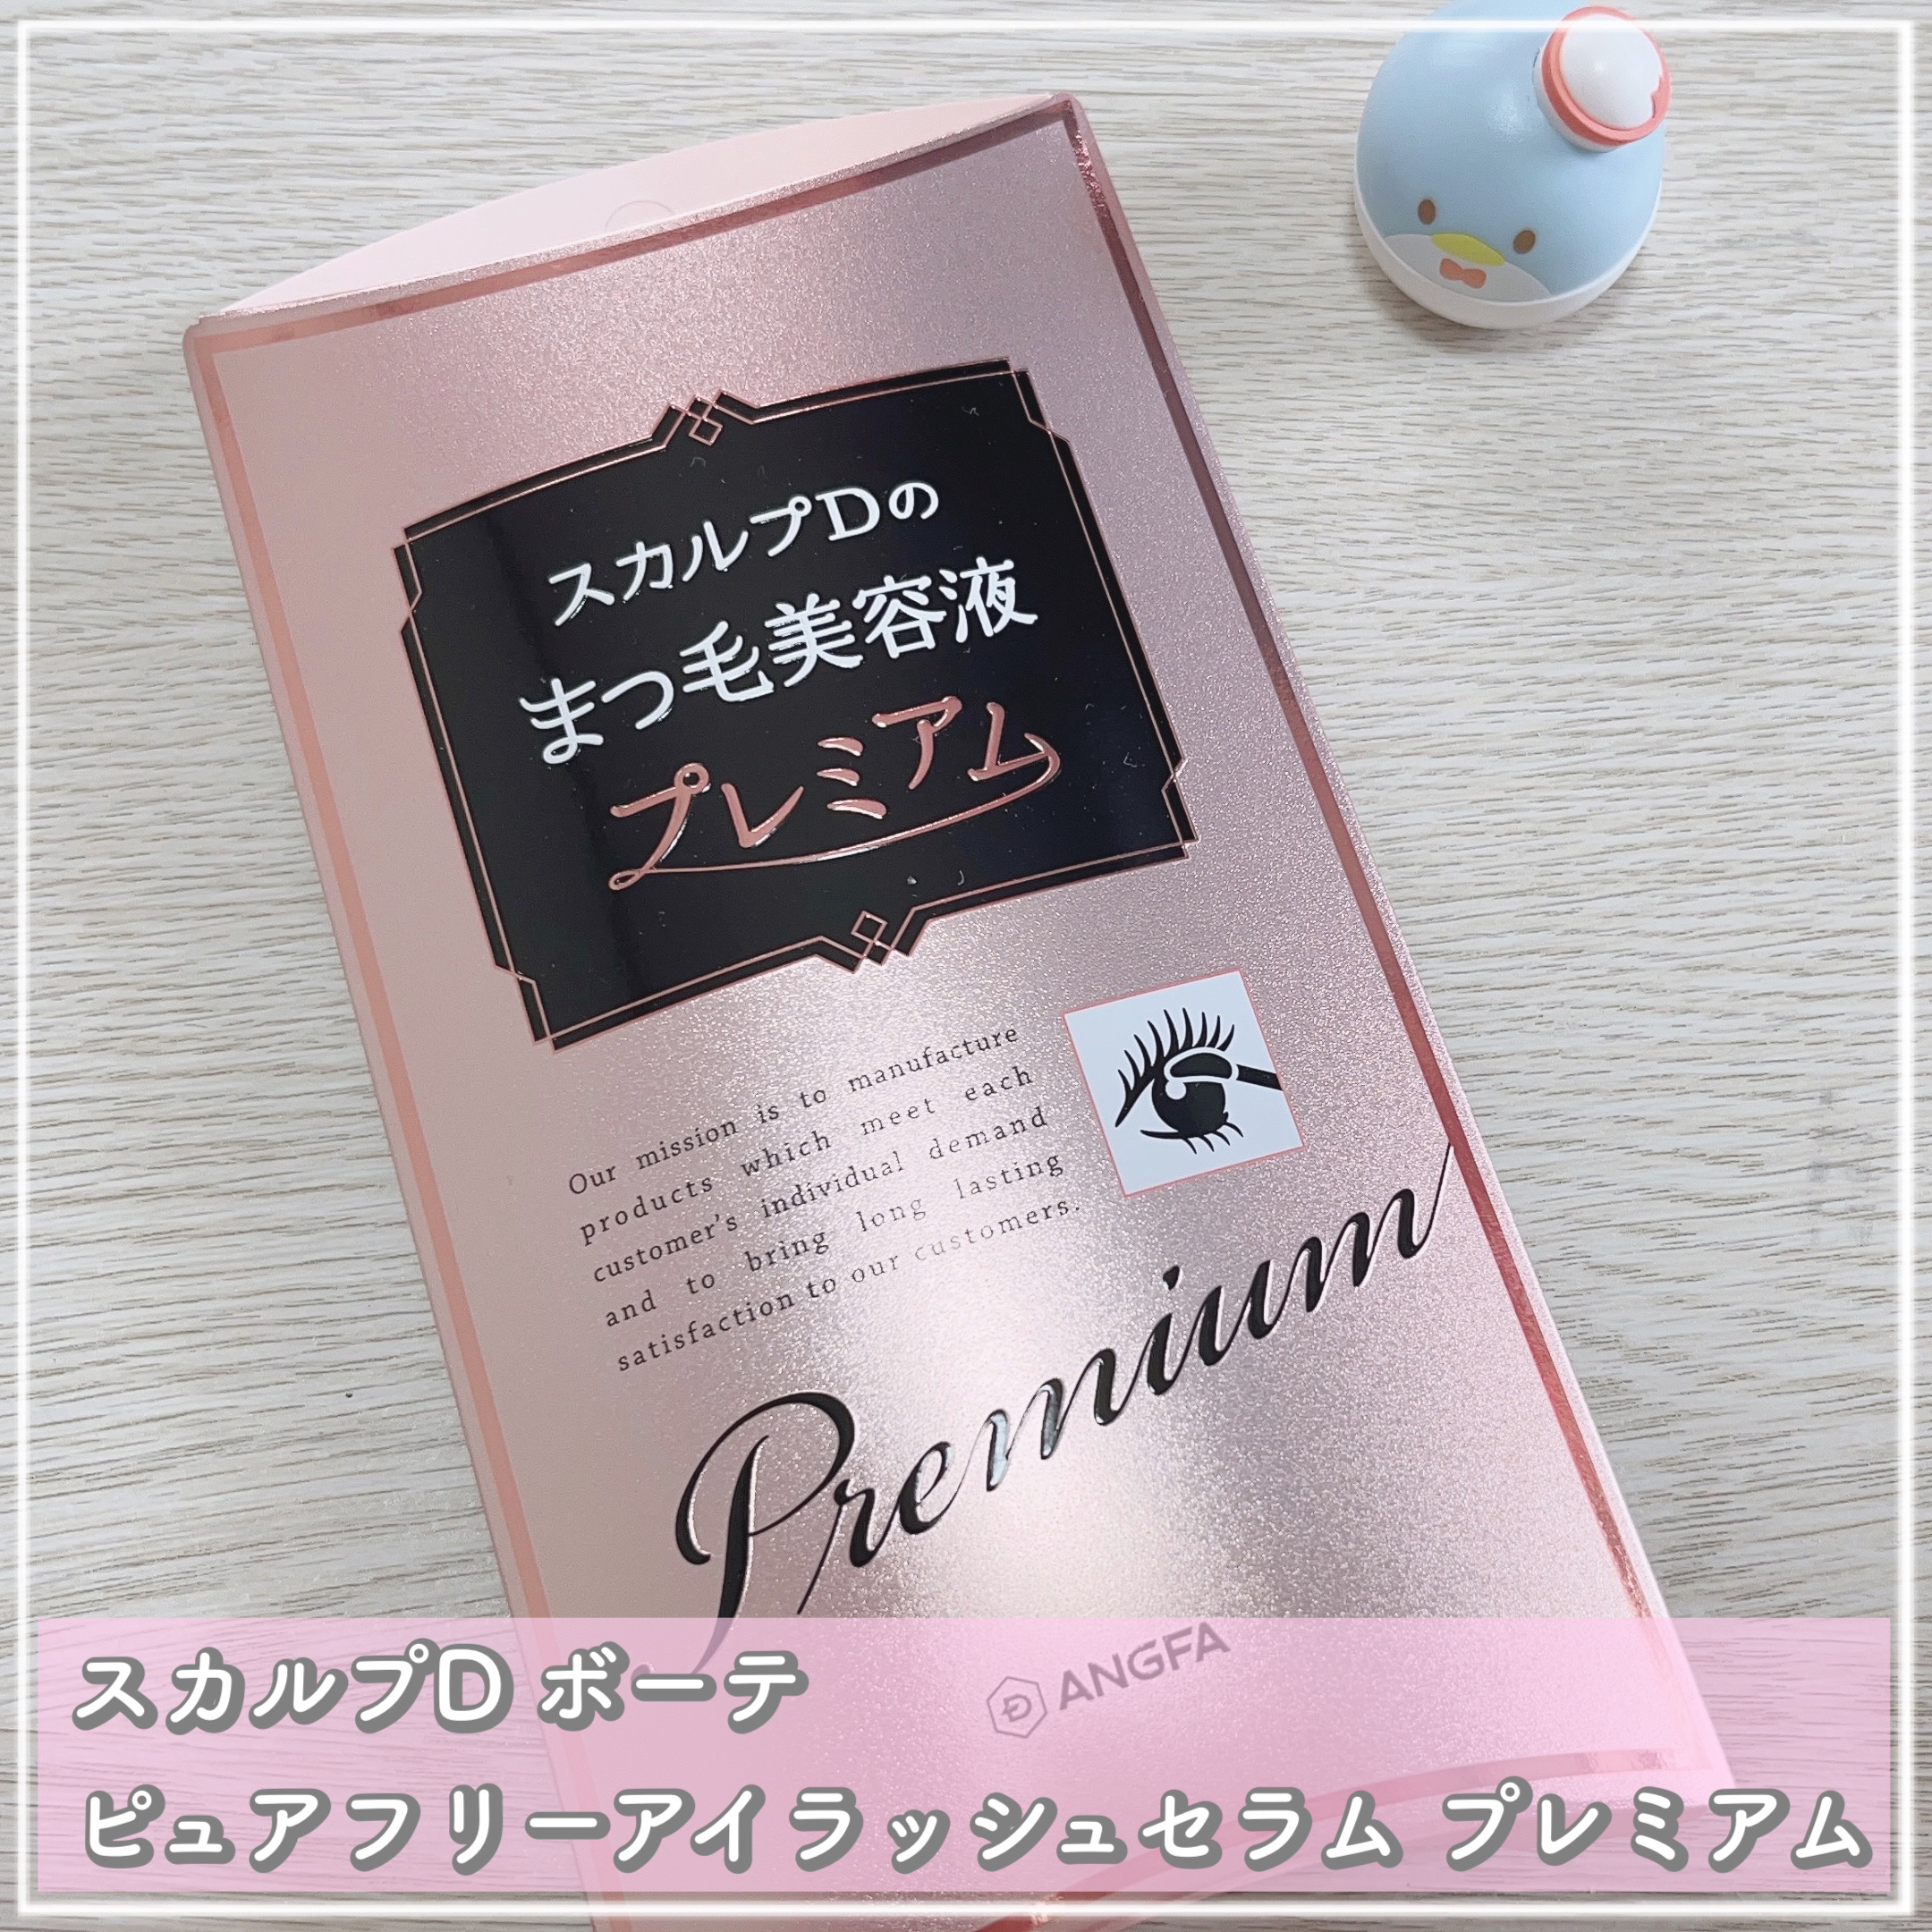 スカルプDの
まつ毛美容液
プレミアム
Our mission is to manufacture
products which meet each
customer's individual demand
and to bring long lasting
satisfaction to our customers.
Premium
ANGFA
スカルプD ボーテ
ピュアフリーアイラッシュセラム プレミアム